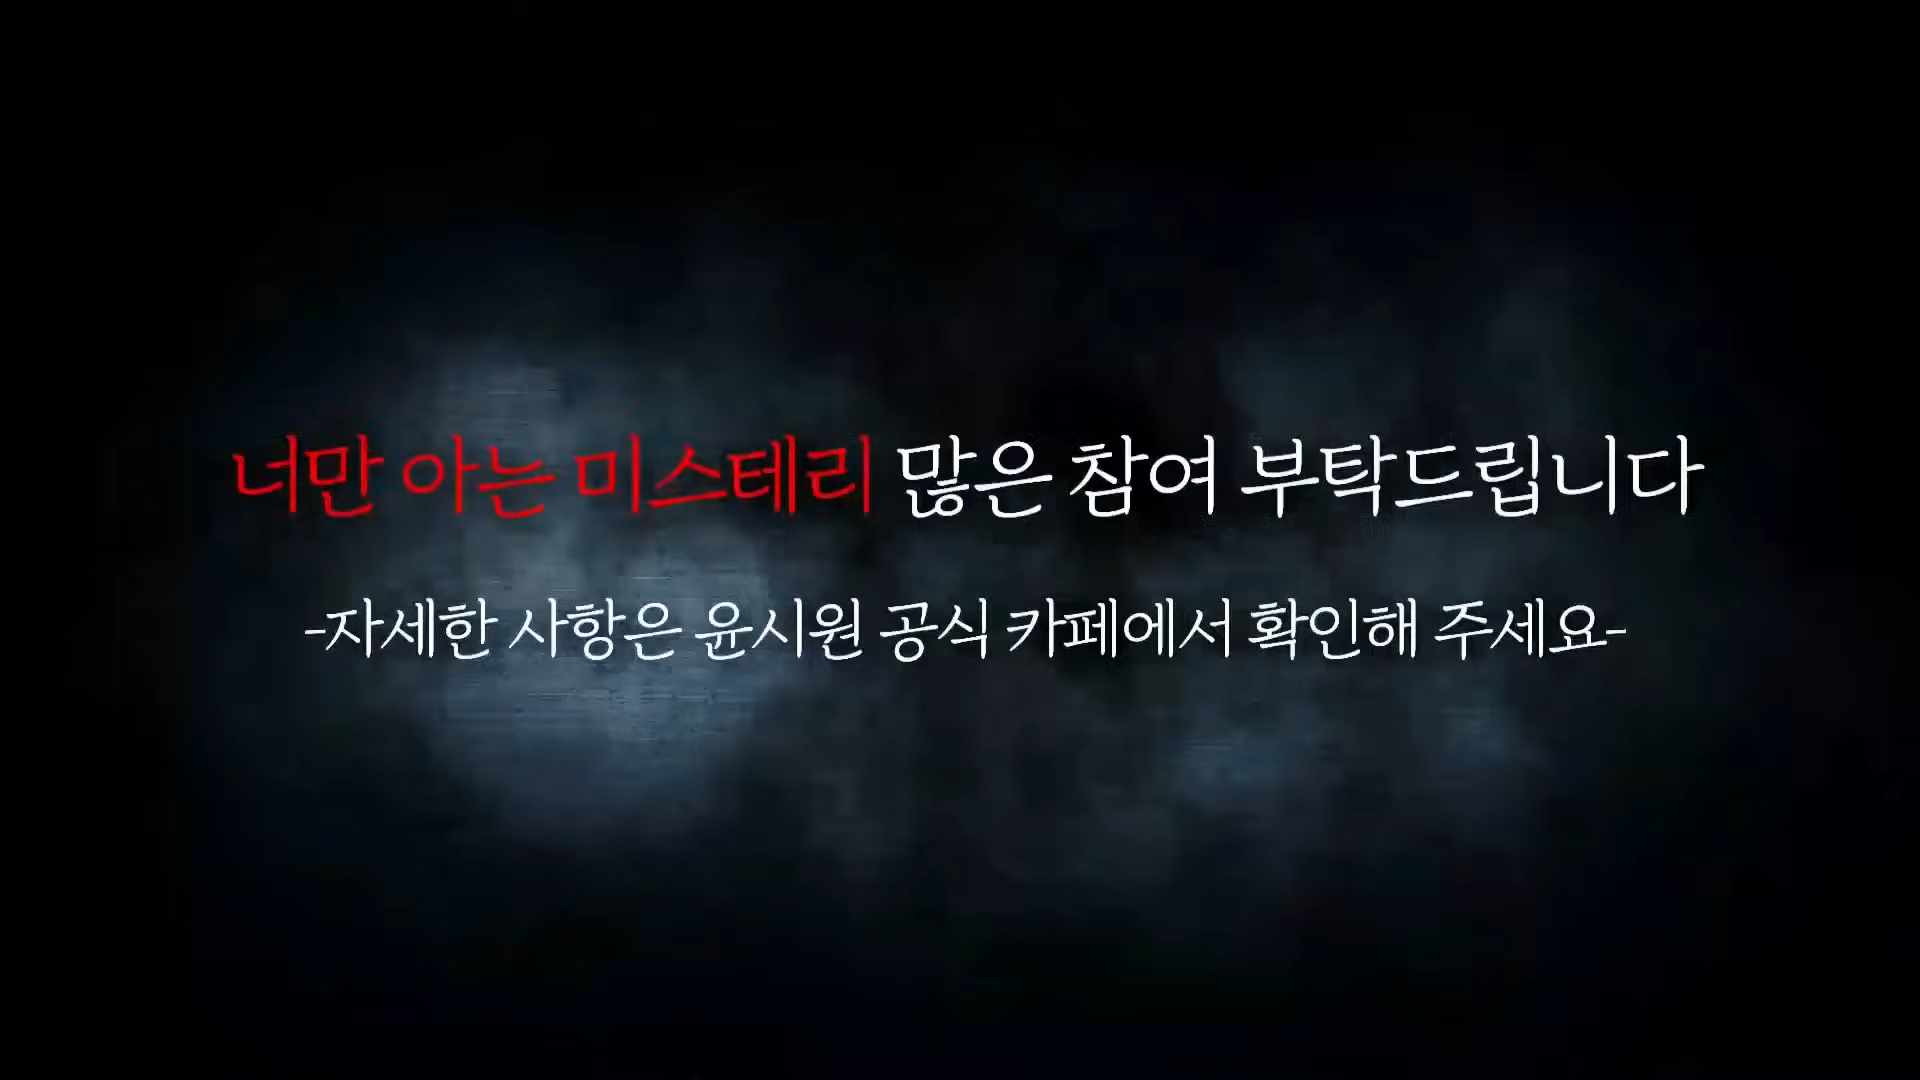 너만 아는 미스테리 많은 참여 부탁드립니다
-자세한 사항은 윤시원 공식 카페에서 확인해 주세요-